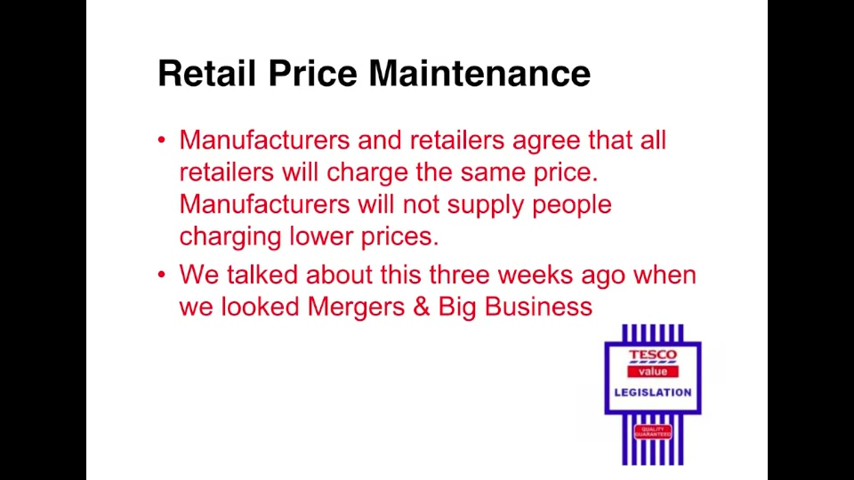 Retail Price Maintenance
• Manufacturers and retailers agree that all
retailers will charge the same price.
Manufacturers will not supply people
charging lower prices.
• We talked about this three weeks ago when
we looked Mergers & Big Business
TESCO
value
LEGISLATION
QUALITY
GUARANTEED